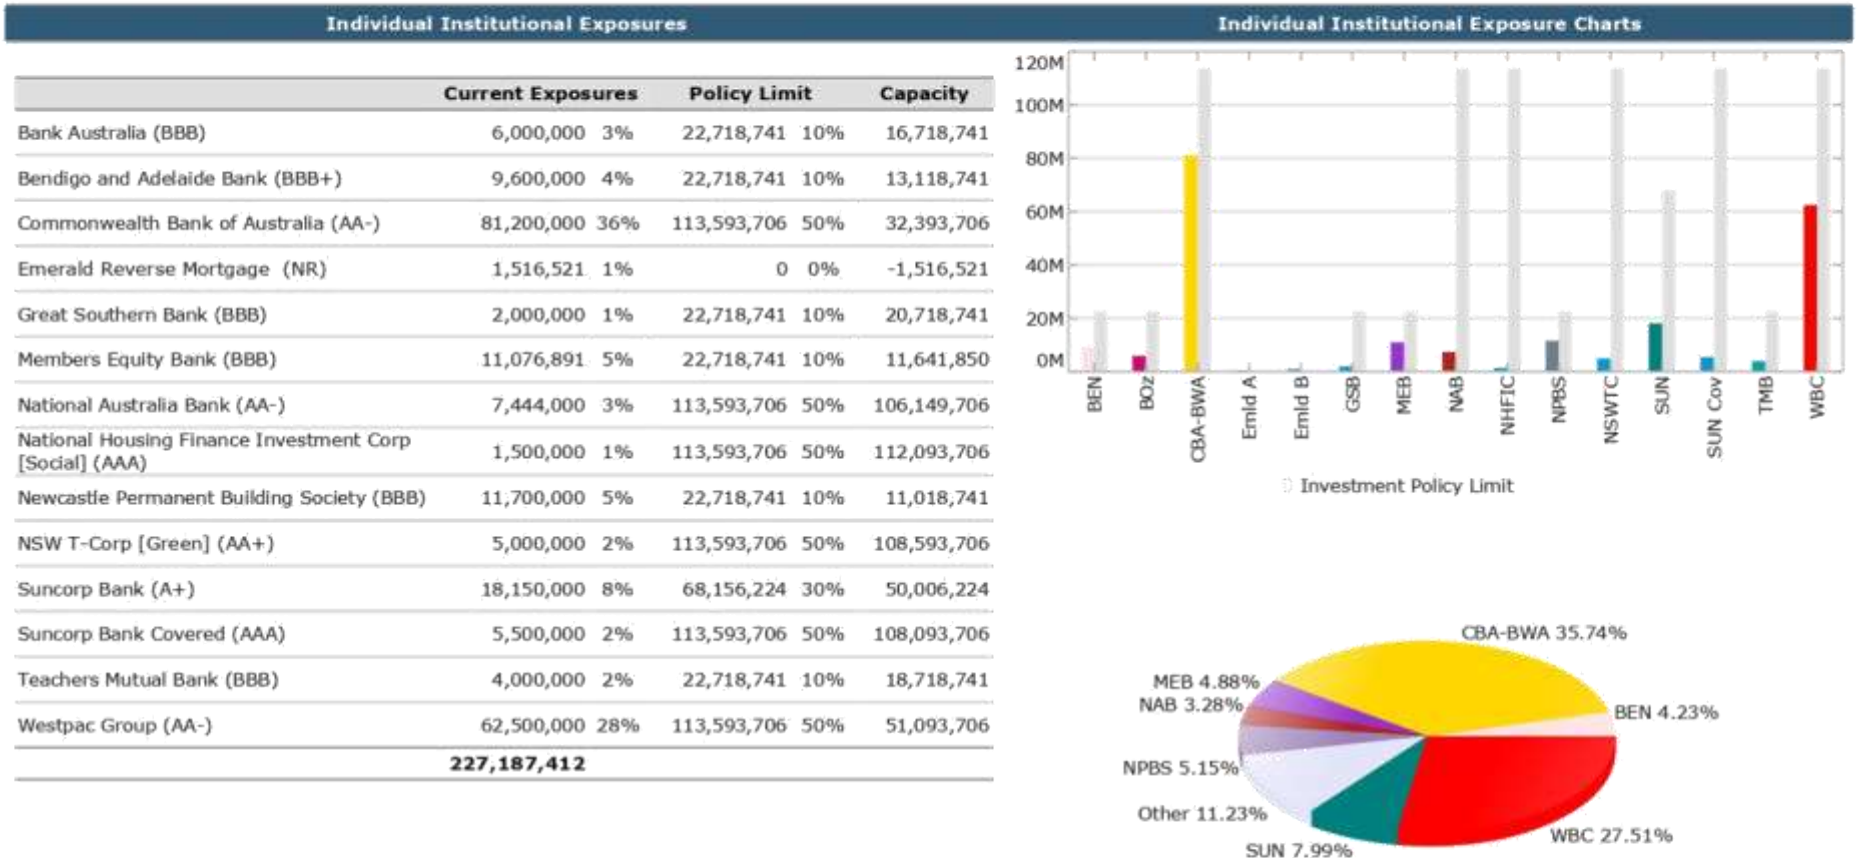 Individual Institutional Exposures
Individual Institutional Exposure Charts
Current Exposures Policy Limit Capacity
Bank Australia (BBB) 6,000,000 3% 22,718,741 10% 16,718,741
Bendigo and Adelaide Bank (BBB+) 9,600,000 4% 22,718,741 10% 13,118,741
Commonwealth Bank of Australia (AA-) 81,200,000 36% 113,593,706 50% 32,393,706
Emerald Reverse Mortgage (NR) 1,516,521 1% 0 0% -1,516,521
Great Southern Bank (BBB) 2,000,000 1% 22,718,741 10% 20,718,741
Members Equity Bank (BBB) 11,076,891 5% 22,718,741 10% 11,641,850
National Australia Bank (AA-) 7,444,000 3% 113,593,706 50% 106,149,706
National Housing Finance Investment Corp
[Social] (AAA) 1,500,000 1% 113,593,706 50% 112,093,706
Newcastle Permanent Building Society (BBB) 11,700,000 5% 22,718,741 10% 11,018,741
NSW T-Corp [Green] (AA+) 5,000,000 2% 113,593,706 50% 108,593,706
Suncorp Bank (A+) 18,150,000 8% 68,156,224 30% 50,006,224
Suncorp Bank Covered (AAA) 5,500,000 2% 113,593,706 50% 108,093,706
Teachers Mutual Bank (BBB) 4,000,000 2% 22,718,741 10% 18,718,741
Westpac Group (AA-) 62,500,000 28% 113,593,706 50% 51,093,706
227,187,412
120M
100M
80M
60M
40M
20M
0M
BEN
BOz
CBA-BWA
Emld A
Emld B
GSB
MEB
NAB
NHFIC
NPBS
NSWTC
SUN
SUN Cov
TMB
WBC
Investment Policy Limit
CBA-BWA 35.74%
MEB 4.88%
NAB 3.28%
BEN 4.23%
NPBS 5.15%
Other 11.23%
WBC 27.51%
SUN 7.99%